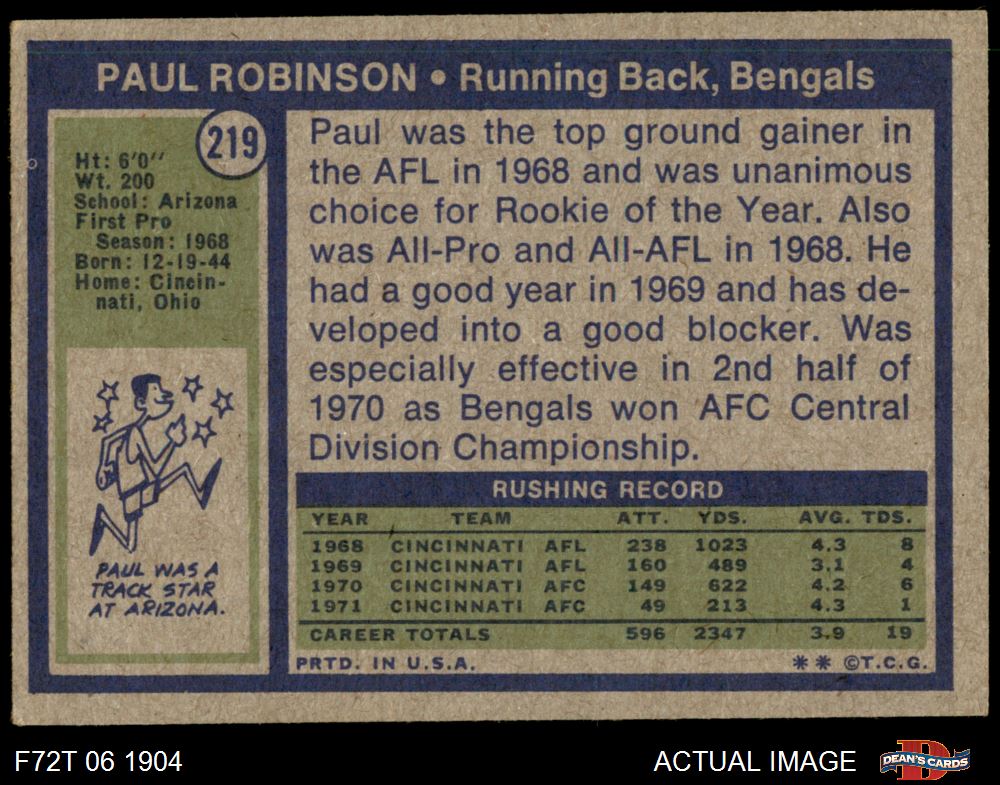 PAUL ROBINSON • Running Back, Bengals
219
Ht: 6'0''
Wt. 200
School: Arizona
First Pro
Season: 1968
Born: 12-19-44
Home: Cincin-
nati, Ohio
PAUL WAS A
TRACK STAR
AT ARIZONA.
Paul was the top ground gainer in
the AFL in 1968 and was unanimous
choice for Rookie of the Year. Also
was All-Pro and All-AFL in 1968. He
had a good year in 1969 and has de-
veloped into a good blocker. Was
especially effective in 2nd half of
1970 as Bengals won AFC Central
Division Championship.
RUSHING RECORD
YEAR TEAM ATT. YDS. AVG. TDS.
1968 CINCINNATI AFL 238 1023 4.3 8
1969 CINCINNATI AFL 160 489 3.1 4
1970 CINCINNATI AFC 149 622 4.2 6
1971 CINCINNATI AFC 49 213 4.3 1
CAREER TOTALS 596 2347 3.9 19
PRTD. IN U.S.A. ** ©T.C.G.
F72T 06 1904 ACTUAL IMAGE D DEAN'S CARDS